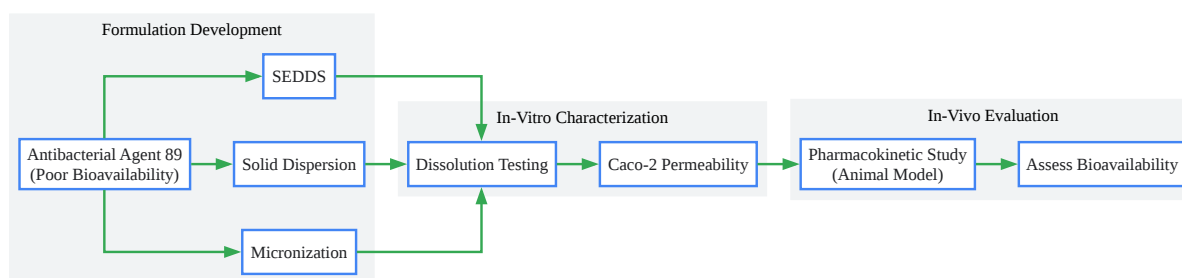 Formulation Development
SEDDS
In-Vitro Characterization
In-Vivo Evaluation
Antibacterial Agent 89
(Poor Bioavailability)
Solid Dispersion
Dissolution Testing
Caco-2 Permeability
Pharmacokinetic Study
(Animal Model)
Assess Bioavailability
Micronization